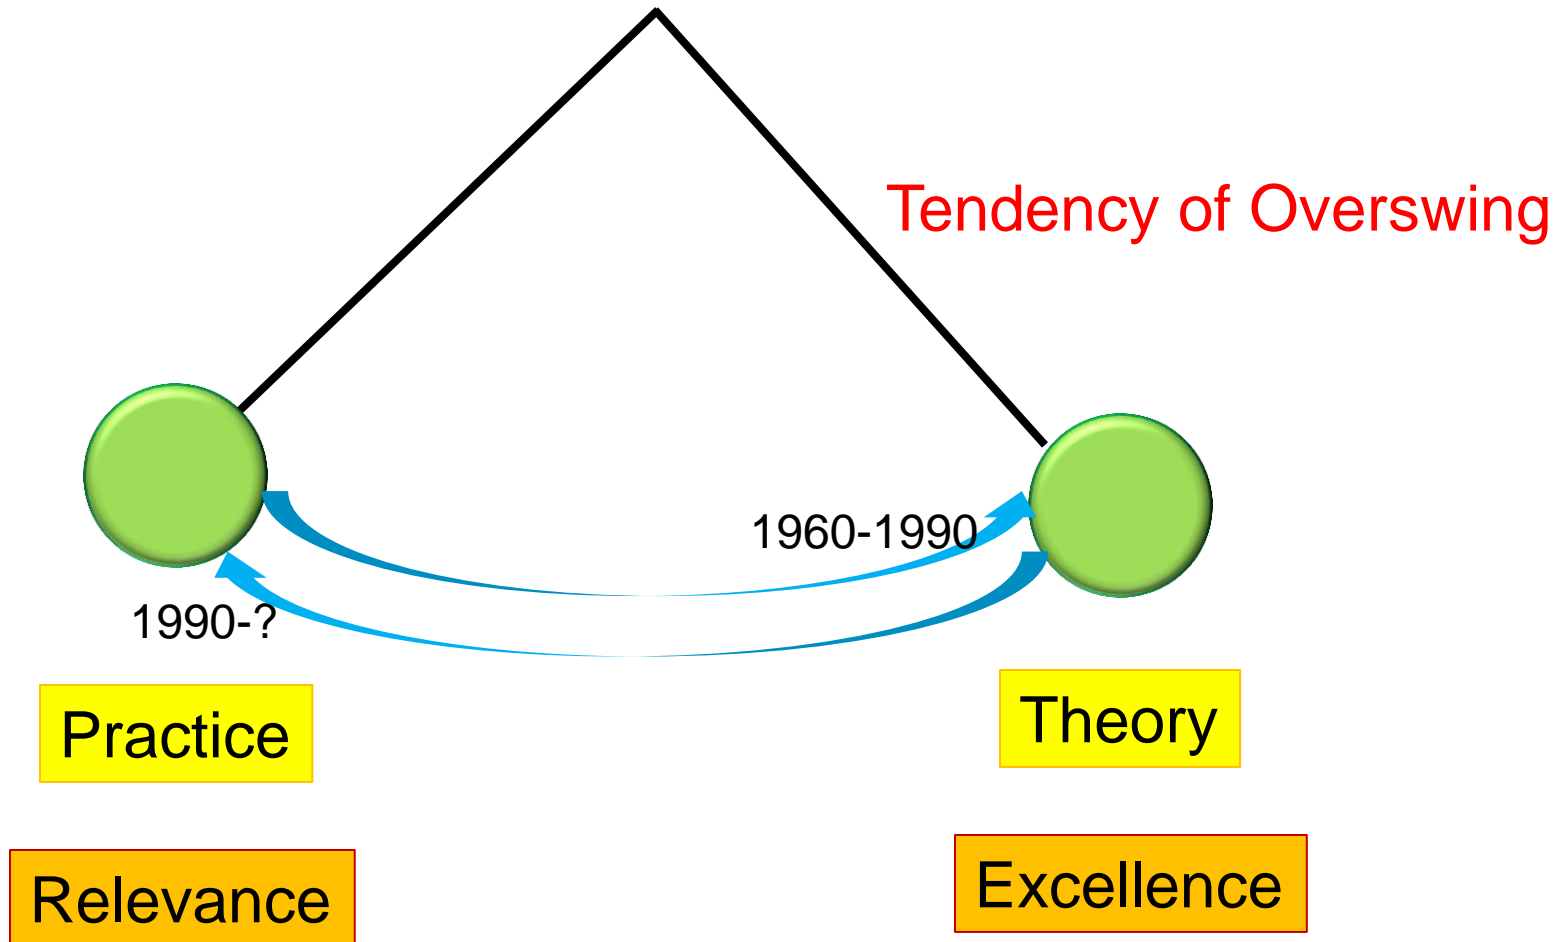 Tendency of Overswing
1960-1990
1990-?
Practice
Theory
Relevance
Excellence